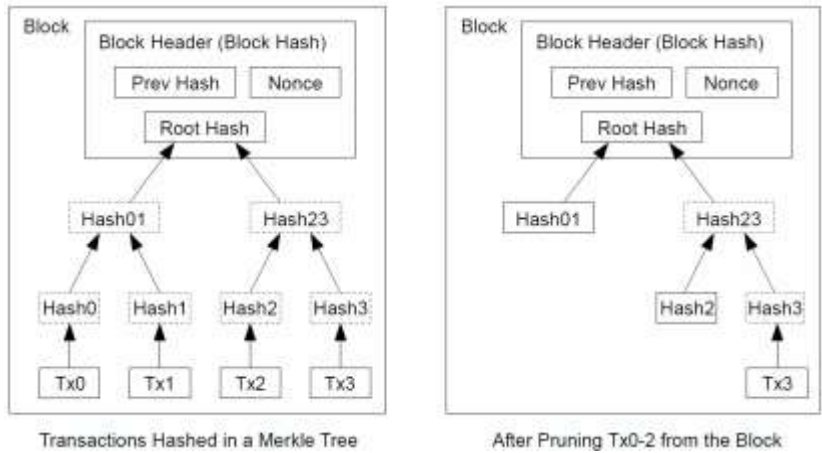 Block
Block Header (Block Hash)
Prev Hash
Nonce
Root Hash
Hash01
Hash23
Hash0
Hash1
Hash2
Hash3
Tx0
Tx1
Tx2
Tx3
Transactions Hashed in a Merkle Tree
Block
Block Header (Block Hash)
Prev Hash
Nonce
Root Hash
Hash01
Hash23
Hash2
Hash3
Tx3
After Pruning Tx0-2 from the Block